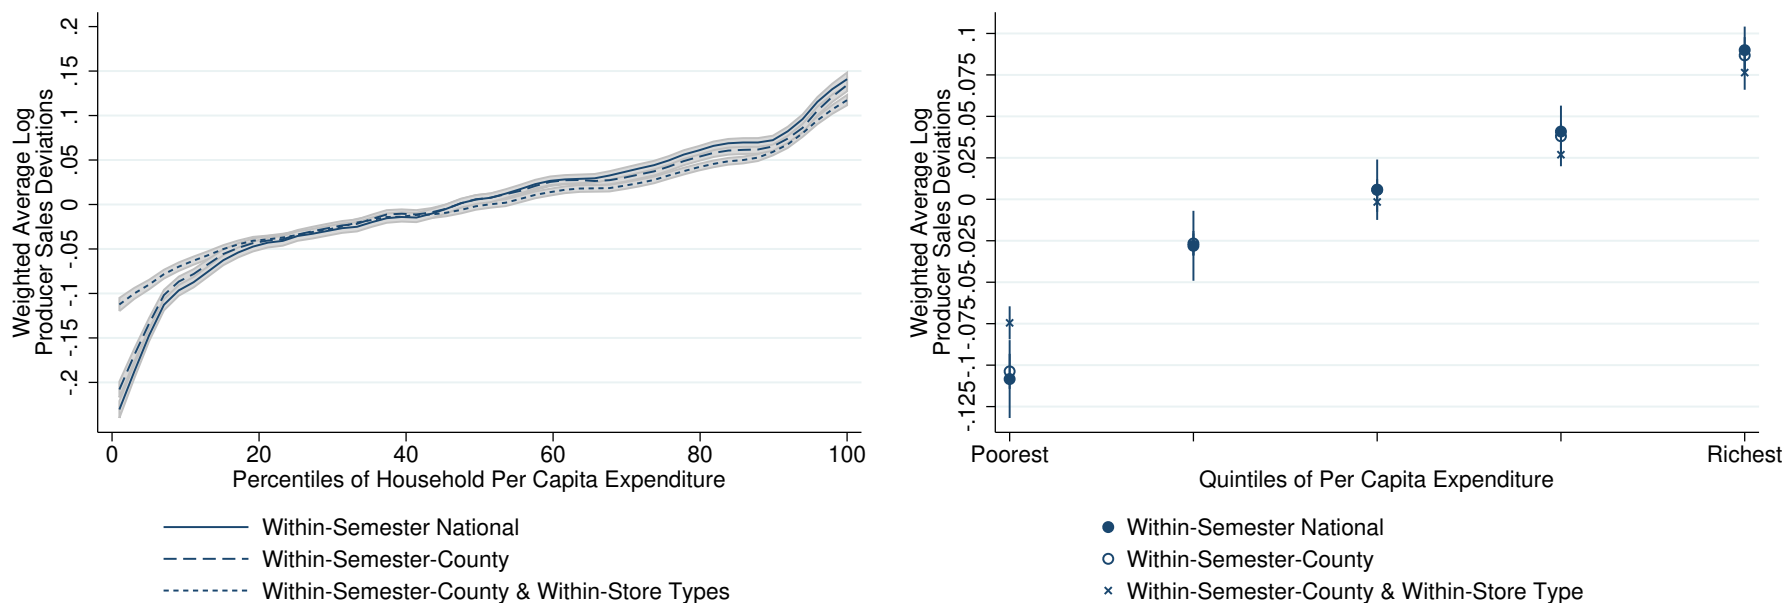 Weighted Average Log
Producer Sales Deviations
.2
.15
.1
.05
0
-.05
-.1
-.15
-.2
0 20 40 60 80 100
Percentiles of Household Per Capita Expenditure
Within-Semester National
Within-Semester-County
Within-Semester-County & Within-Store Types
Weighted Average Log
Producer Sales Deviations
.1
.075
.05
.025
0
-.025
-.05
-.075
-.1
-.125
Poorest Richest
Quintiles of Per Capita Expenditure
Within-Semester National
Within-Semester-County
Within-Semester-County & Within-Store Type